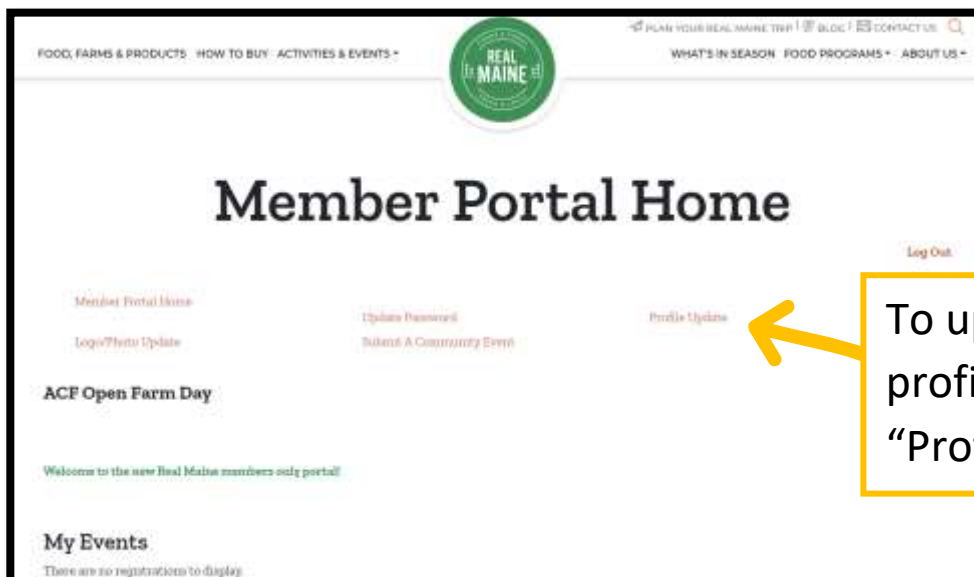 PLAN YOUR REAL MAINE TRIP | BLOG | CONTACT US
FOOD, FARMS & PRODUCTS HOW TO BUY ACTIVITIES & EVENTS
REAL
MAINE
WHAT'S IN SEASON FOOD PROGRAMS ABOUT US
Member Portal Home
Log Out
Member Portal Home
Update Password
Profile Update
Logo/Photo Update
Submit A Community Event
To up
profi
“Pro
ACF Open Farm Day
Welcome to the new Real Maine members only portal!
My Events
There are no registrations to display.